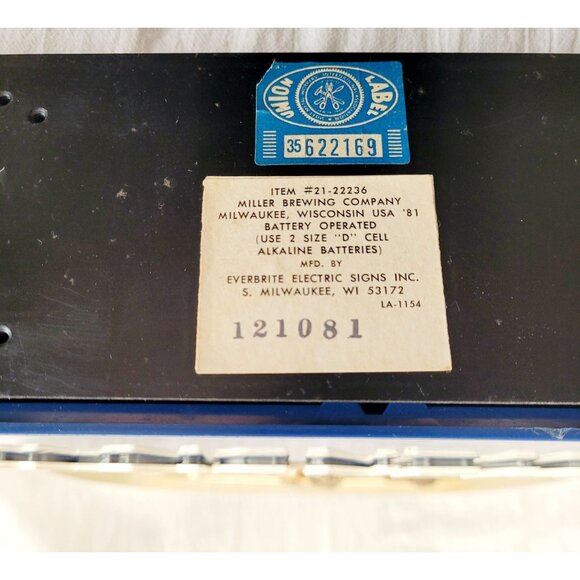 UNION LABEL
35 622169
ITEM #21-22236
MILLER BREWING COMPANY
MILWAUKEE, WISCONSIN USA '81
BATTERY OPERATED
(USE 2 SIZE "D" CELL
ALKALINE BATTERIES)
MFD. BY
EVERBRITE ELECTRIC SIGNS INC.
S. MILWAUKEE, WI 53172
LA-1154
121081